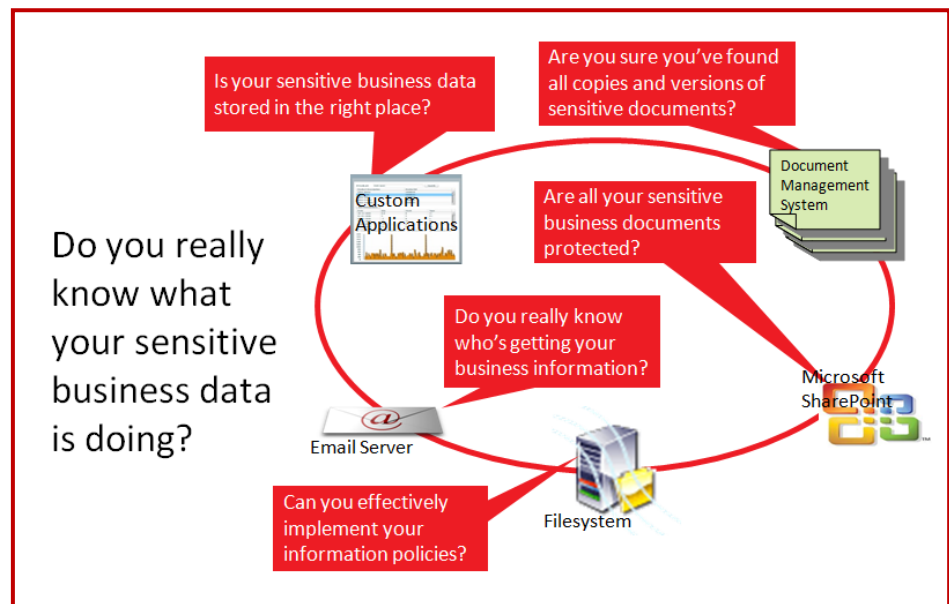 Is your sensitive business data
stored in the right place?
Are you sure you've found
all copies and versions of
sensitive documents?
Document
Management
System
Custom
Applications
Are all your sensitive
business documents
protected?
Do you really
know what
your sensitive
business data
is doing?
Do you really know
who's getting your
business information?
Microsoft
SharePoint
TM
@
Email Server
Can you effectively
implement your
information policies?
Filesystem